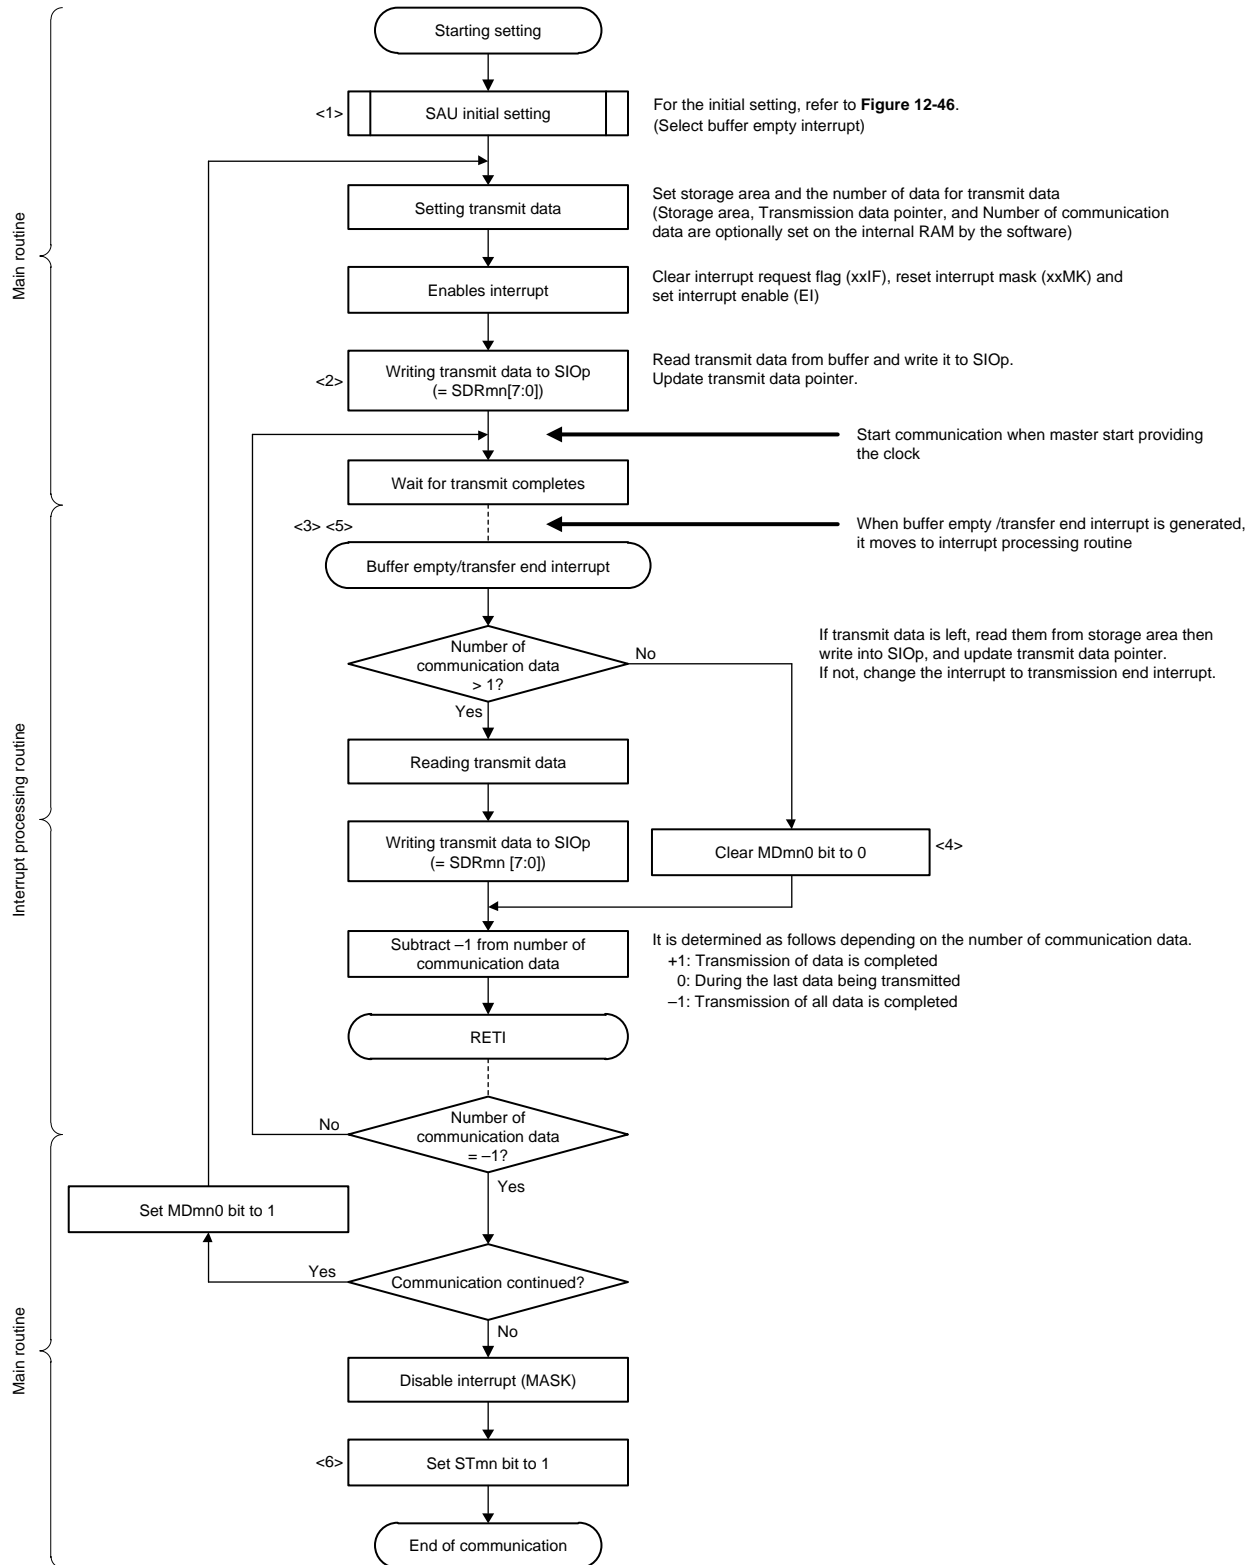 Starting setting
<1>
SAU initial setting
For the initial setting, refer to Figure 12-46.
(Select buffer empty interrupt)
Setting transmit data
Set storage area and the number of data for transmit data
(Storage area, Transmission data pointer, and Number of communication
data are optionally set on the internal RAM by the software)
Main routine
Enables interrupt
Clear interrupt request flag (xxIF), reset interrupt mask (xxMK) and
set interrupt enable (EI)
<2>
Writing transmit data to SIOp
(= SDRmn[7:0])
Read transmit data from buffer and write it to SIOp.
Update transmit data pointer.
Start communication when master start providing
the clock
Wait for transmit completes
<3> <5>
When buffer empty /transfer end interrupt is generated,
it moves to interrupt processing routine
Buffer empty/transfer end interrupt
Number of
communication data
> 1?
No
Yes
If transmit data is left, read them from storage area then
write into SIOp, and update transmit data pointer.
If not, change the interrupt to transmission end interrupt.
Reading transmit data
Interrupt processing routine
Writing transmit data to SIOp
(= SDRmn [7:0])
Clear MDmn0 bit to 0
<4>
Subtract –1 from number of
communication data
It is determined as follows depending on the number of communication data.
+1: Transmission of data is completed
0: During the last data being transmitted
–1: Transmission of all data is completed
RETI
Number of
communication data
= –1?
No
Yes
Set MDmn0 bit to 1
Communication continued?
Yes
No
Main routine
Disable interrupt (MASK)
<6>
Set STmn bit to 1
End of communication